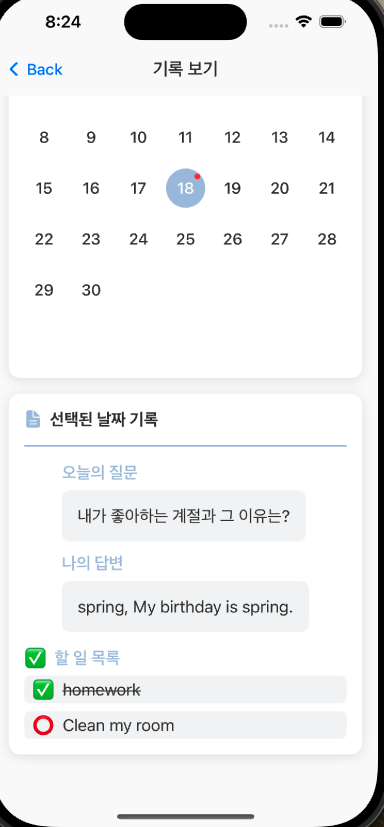 8:24
Back
기록 보기
8 9 10 11 12 13 14
15 16 17 18 19 20 21
22 23 24 25 26 27 28
29 30
선택된 날짜 기록
오늘의 질문
내가 좋아하는 계절과 그 이유는?
나의 답변
spring, My birthday is spring.
할 일 목록
homework
Clean my room